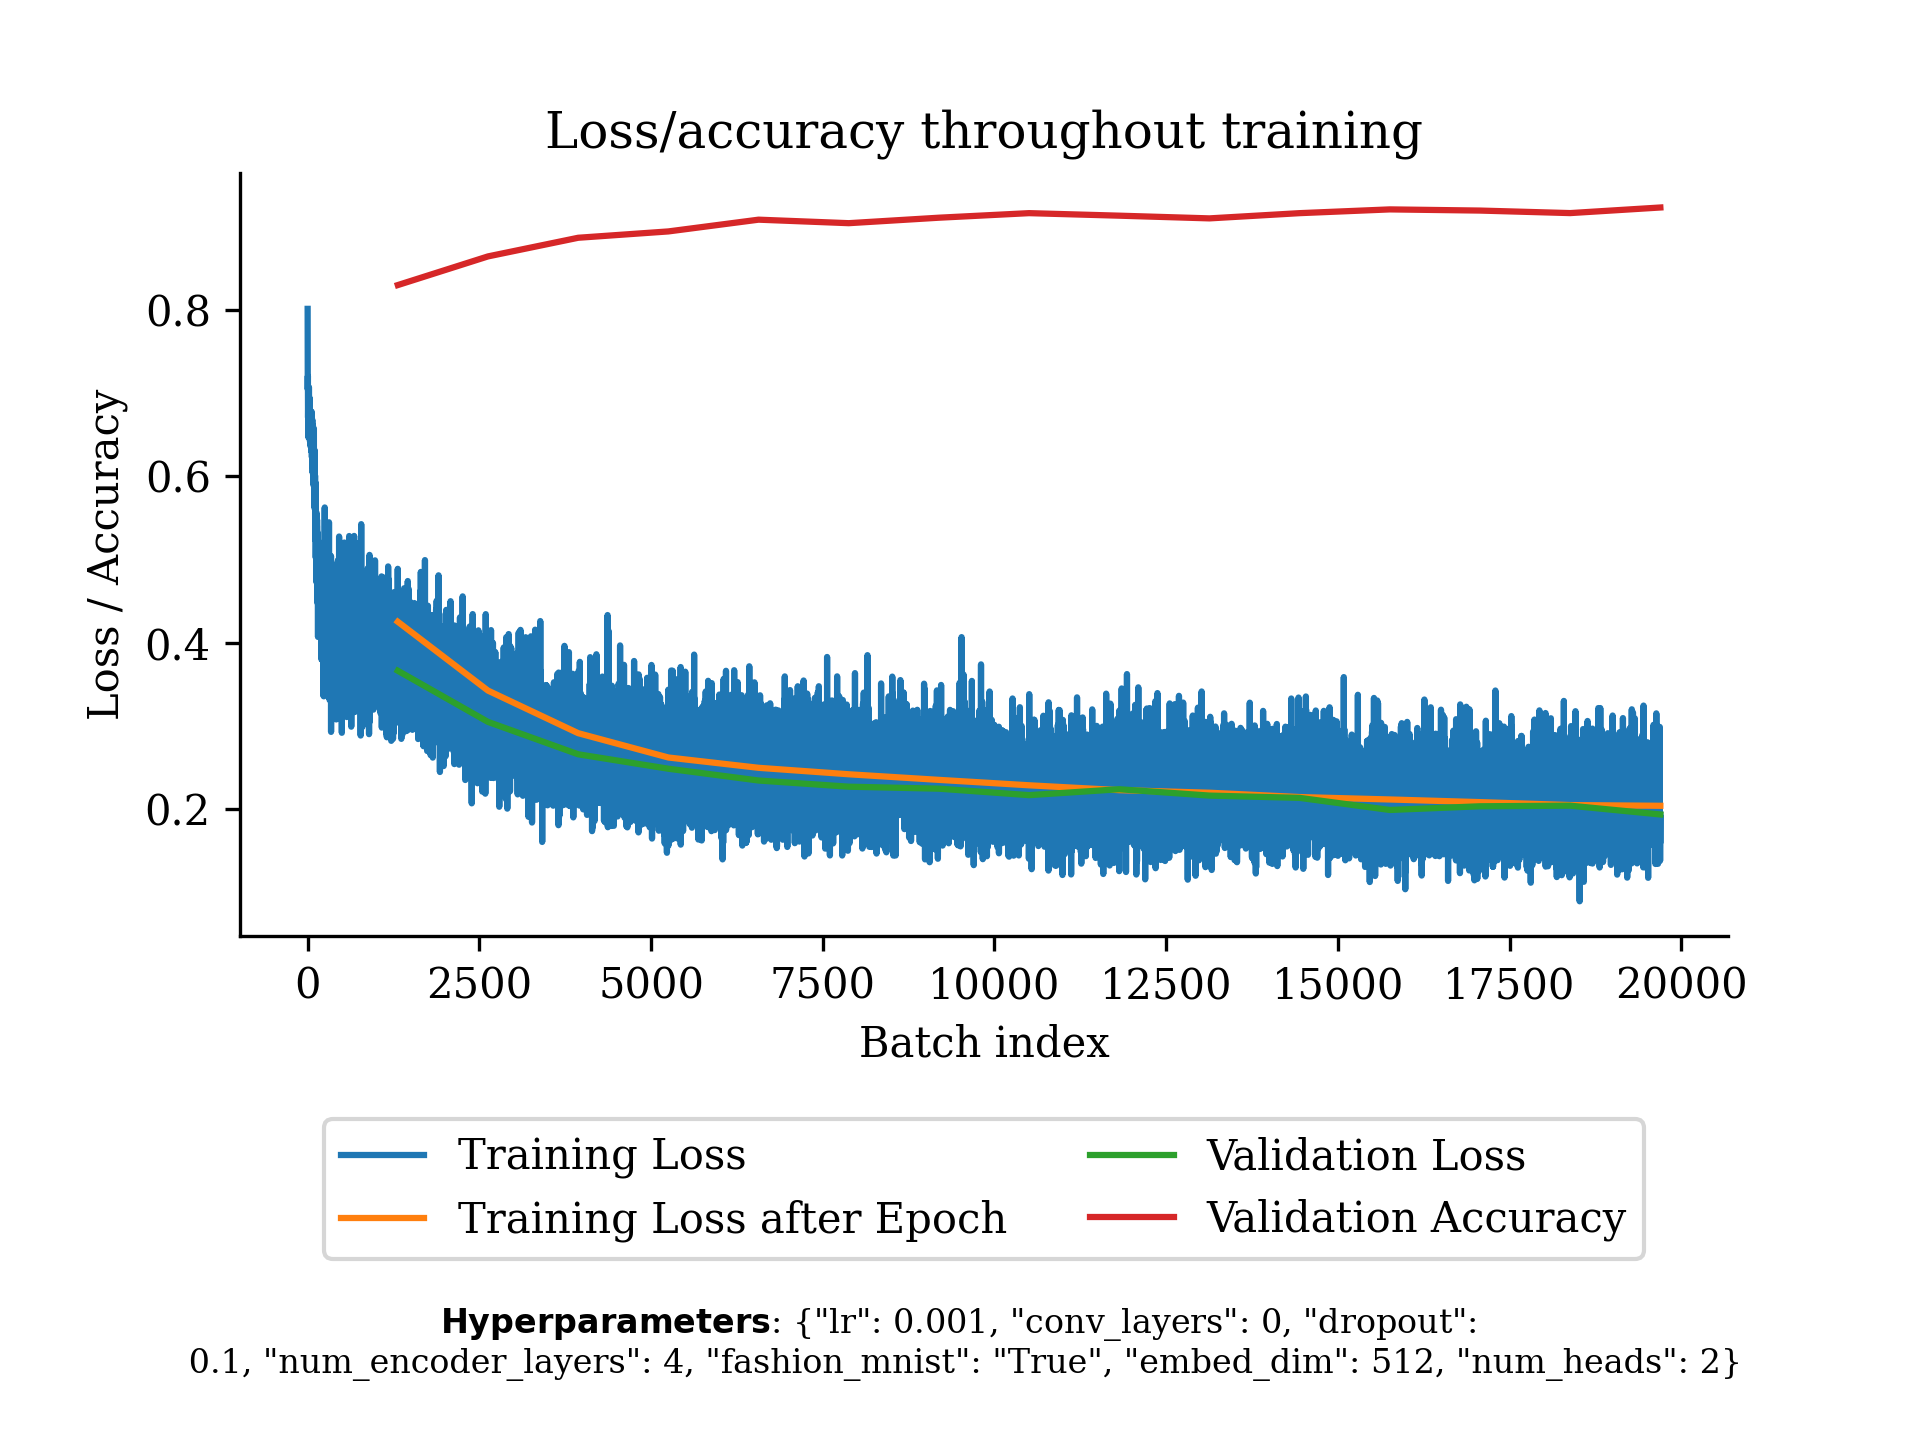 Loss/accuracy throughout training
Loss / Accuracy
0.8
0.6
0.4
0.2
0 2500 5000 7500 10000 12500 15000 17500 20000
Batch index
Training Loss
Training Loss after Epoch
Validation Loss
Validation Accuracy
Hyperparameters: {"lr": 0.001, "conv_layers": 0, "dropout":
0.1, "num_encoder_layers": 4, "fashion_mnist": "True", "embed_dim": 512, "num_heads": 2}